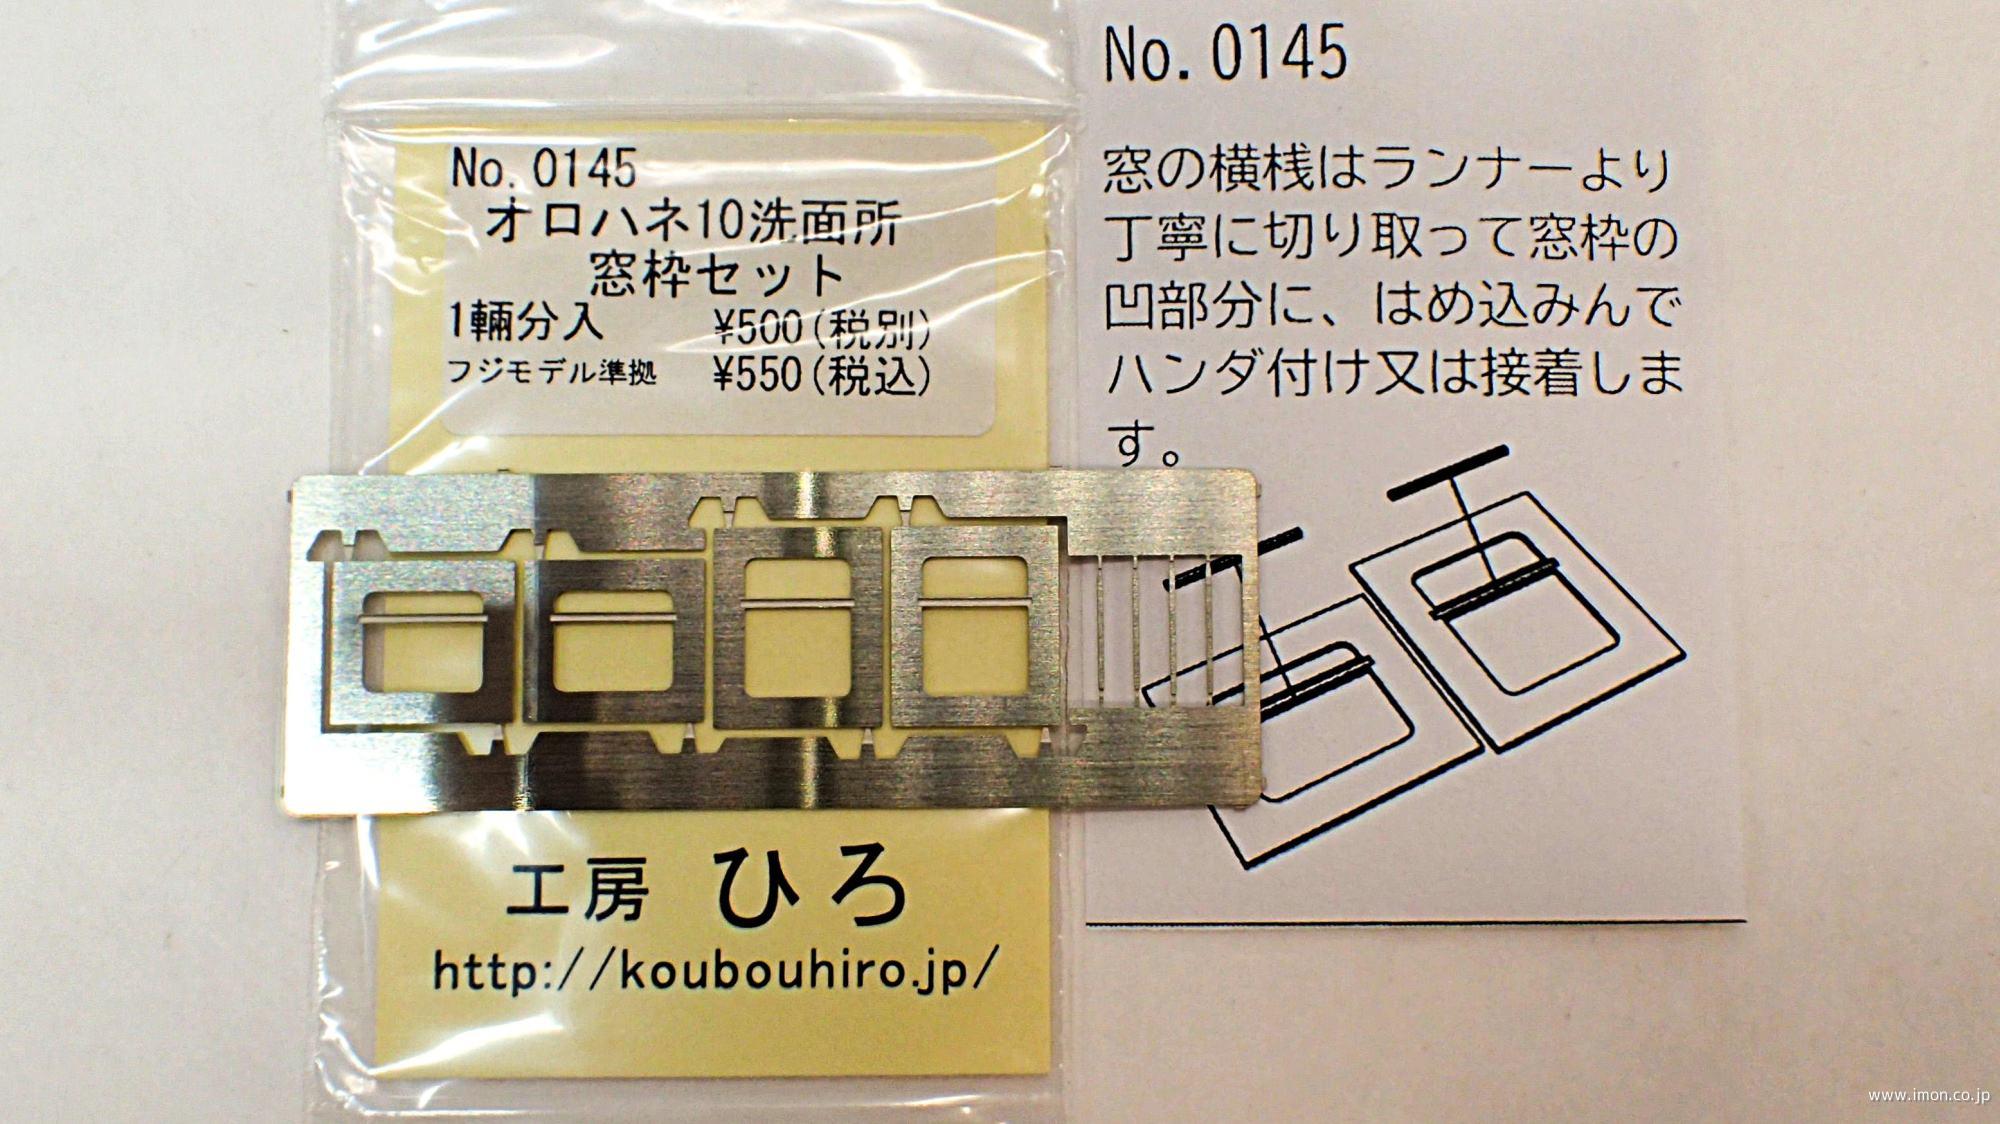 No. 0145
オロハネ10洗面所
窓枠セット
1輛分入 ¥500(税別)
フジモデル準拠 ¥550(税込)
工房 ひろ
http://koubouhiro.jp/
No. 0145
窓の横桟はランナーより
丁寧に切り取って窓枠の
凹部分に、はめ込みんで
ハンダ付け又は接着しま
す。
www.imon.co.jp